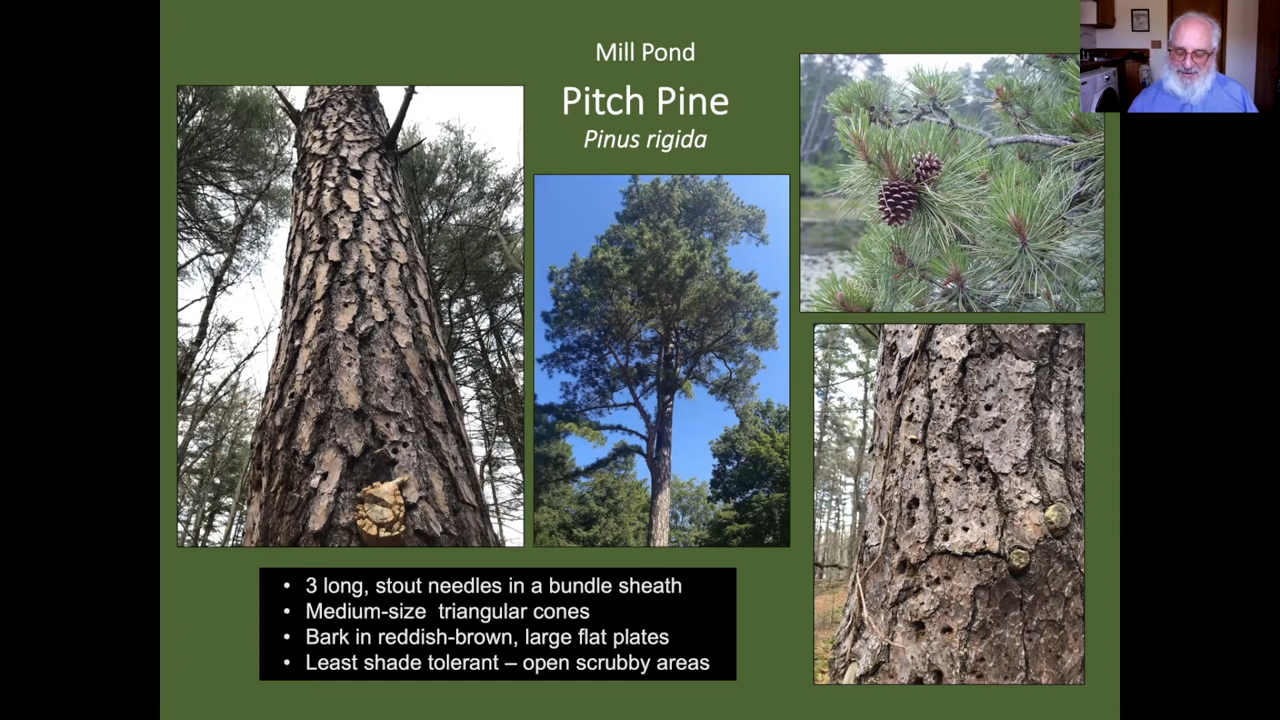 Mill Pond
Pitch Pine
Pinus rigida
• 3 long, stout needles in a bundle sheath
• Medium-size triangular cones
• Bark in reddish-brown, large flat plates
• Least shade tolerant – open scrubby areas